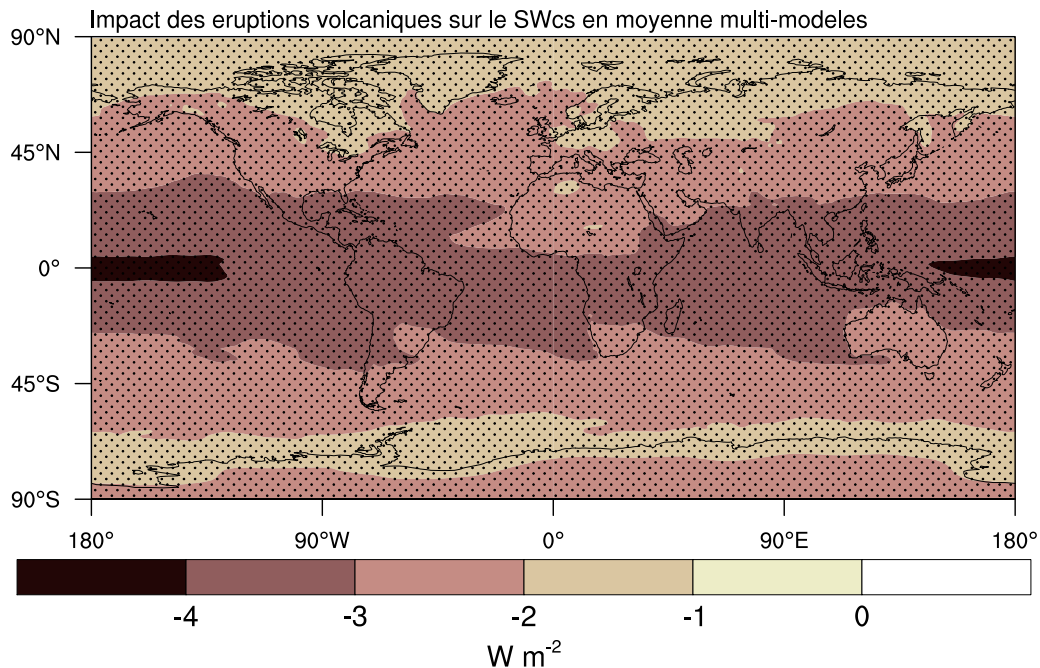 Impact des eruptions volcaniques sur le SWcs en moyenne multi-modeles
90°N
45°N
0°
45°S
90°S
180° 90°W 0° 90°E 180°
-4 -3 -2 -1 0
W m-2